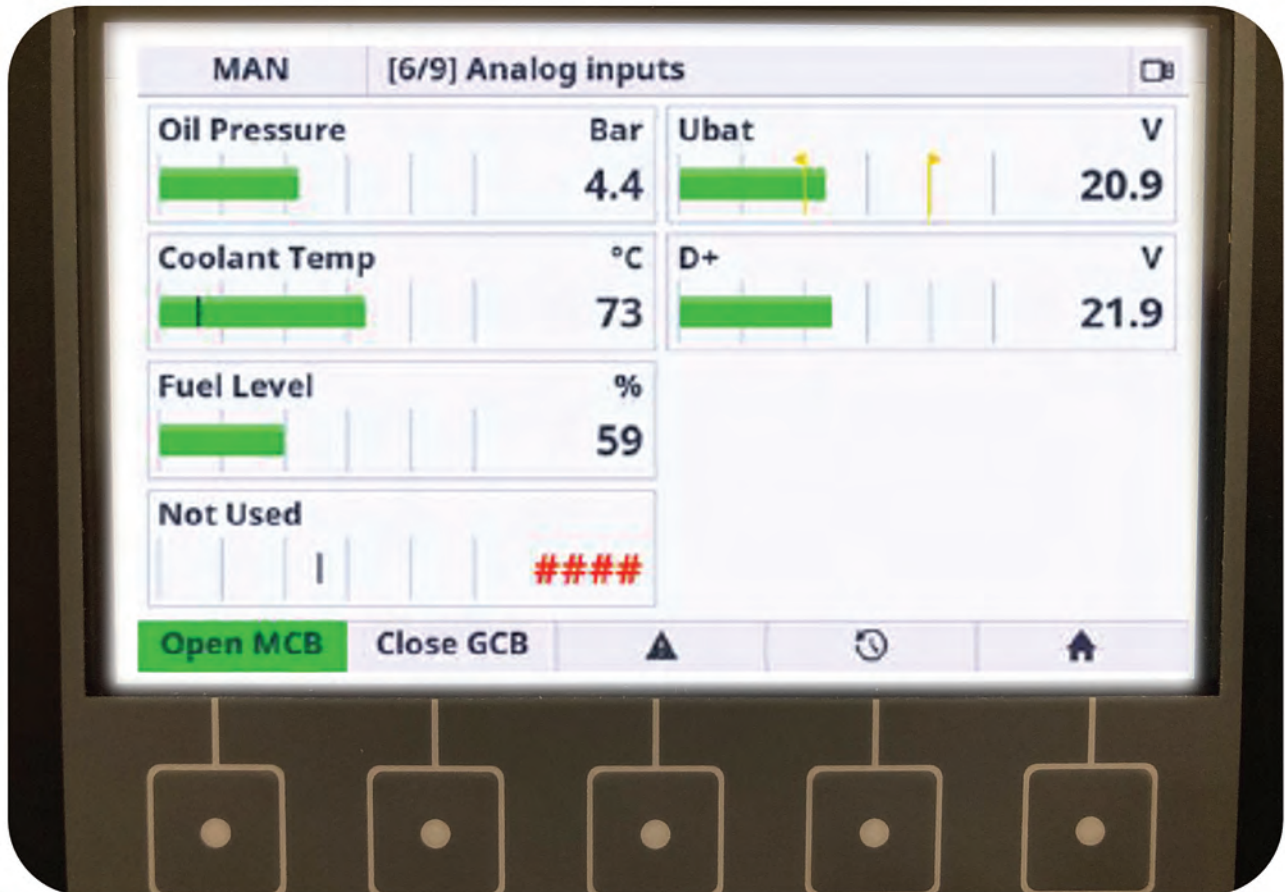 MAN
[6/9] Analog inputs
Oil Pressure Bar
4.4
Ubat V
20.9
Coolant Temp °C
73
D+ V
21.9
Fuel Level %
59
Not Used
####
Open MCB
Close GCB